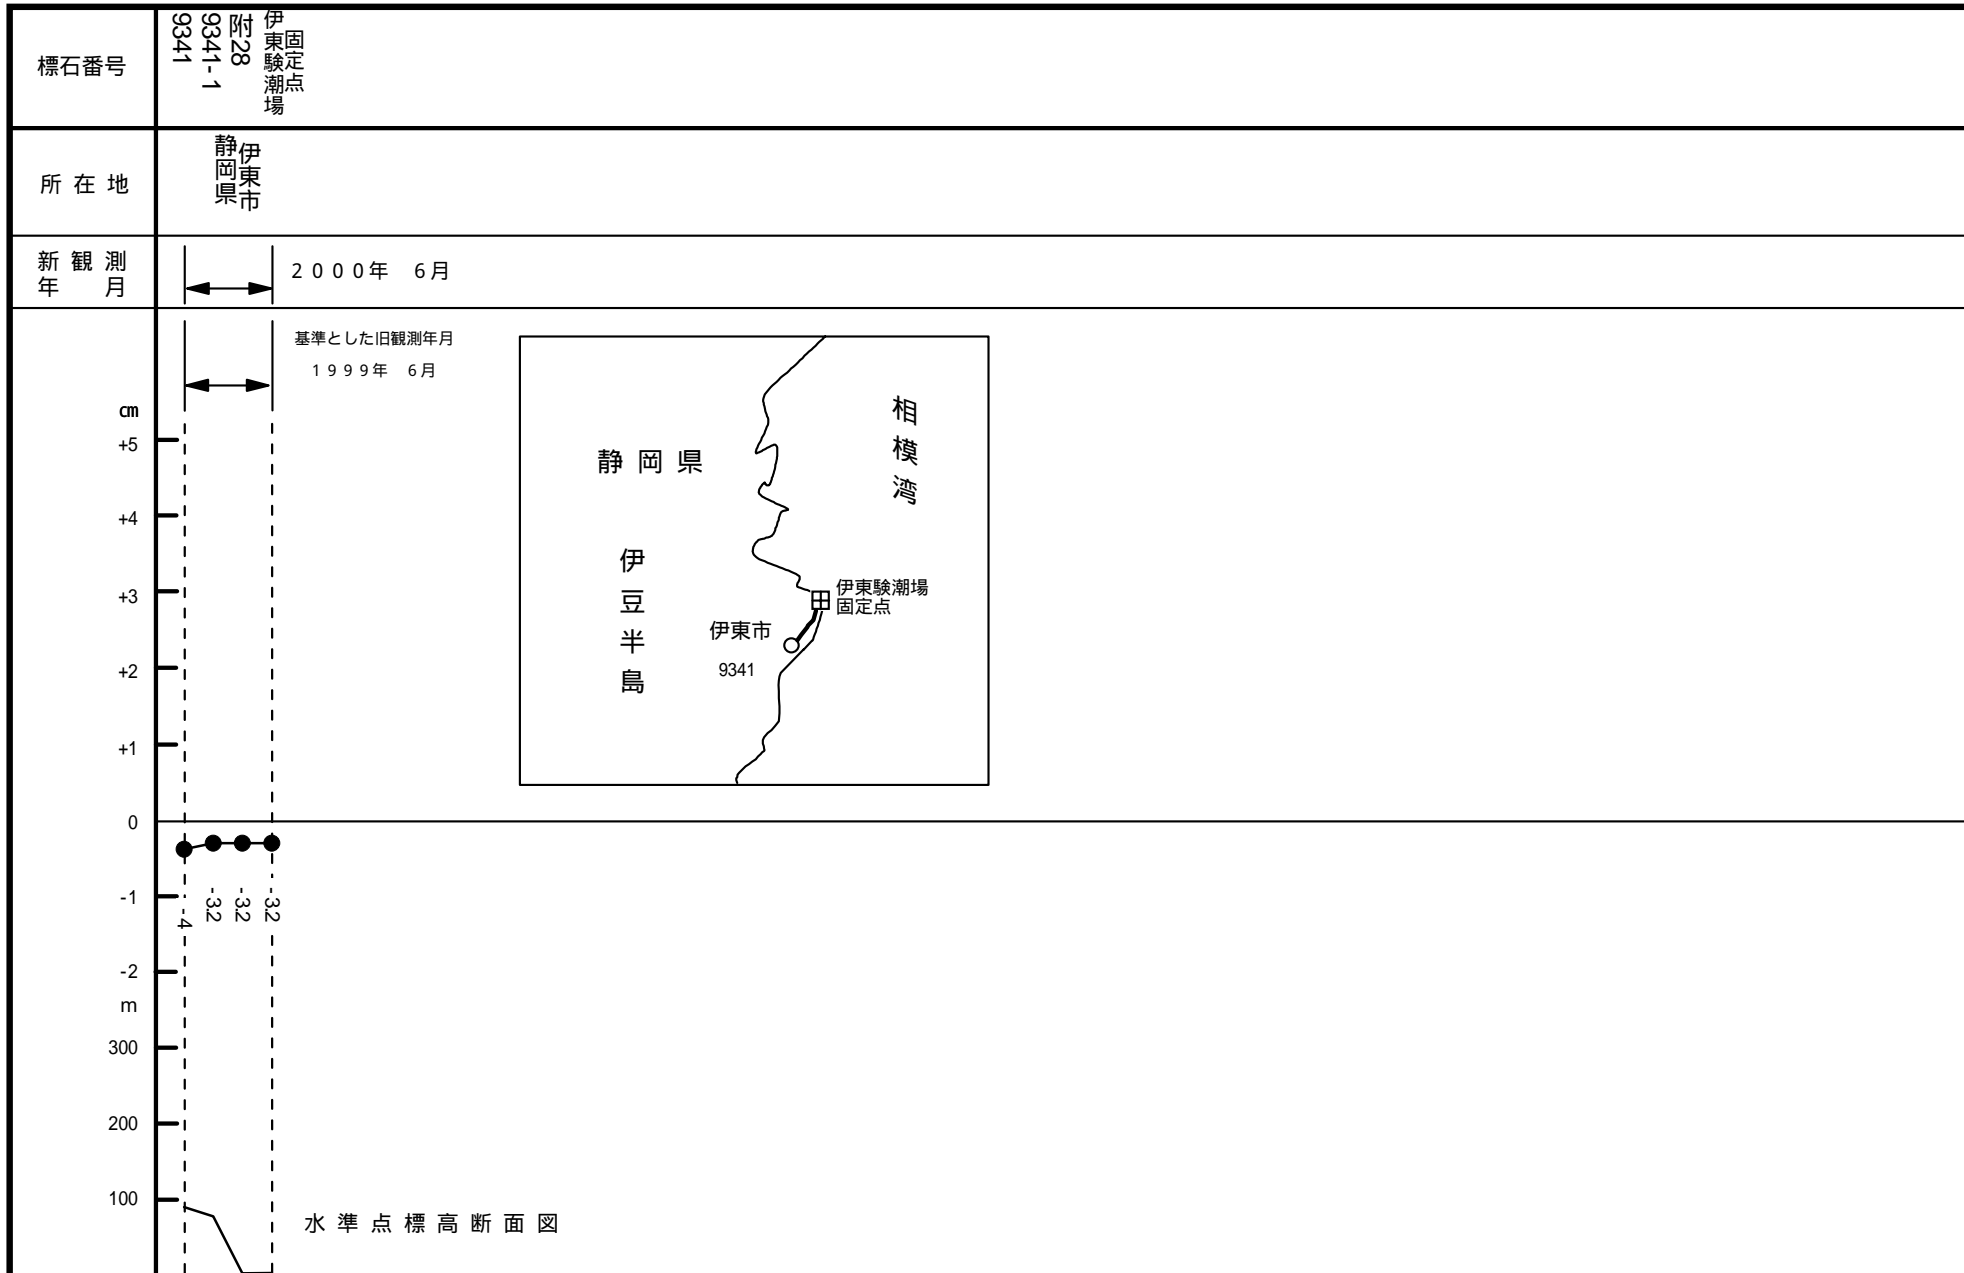 標石番号
9341
9341-1
附28
伊東験潮場
固定点
所在地
静岡県
伊東市
新観測
年 月
2000年 6月
基準とした旧観測年月
1999年 6月
cm
+5
+4
+3
+2
+1
0
-1
-2
m
300
200
100
-4
-3.2
-3.2
-3.2
静岡県
相模湾
伊豆半島
伊東験潮場
固定点
伊東市
9341
水準点標高断面図